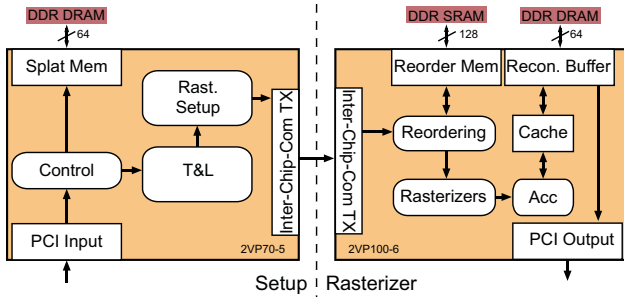 DDR DRAM
64
Splat Mem
Rast.
Setup
Control
T&L
PCI Input
Inter-Chip-Com TX
2VP70-5
Setup
DDR SRAM
128
DDR DRAM
64
Reorder Mem
Recon. Buffer
Inter-Chip-Com TX
Reordering
Cache
Rasterizers
Acc
PCI Output
2VP100-6
Rasterizer